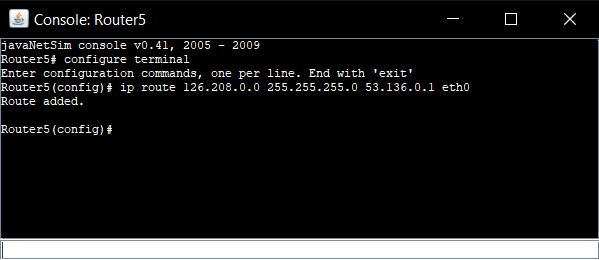 Console: Router5
javaNetSim console v0.41, 2005 - 2009
Router5# configure terminal
Enter configuration commands, one per line. End with 'exit'
Router5(config)# ip route 126.208.0.0 255.255.255.0 53.136.0.1 eth0
Route added.
Router5(config)#